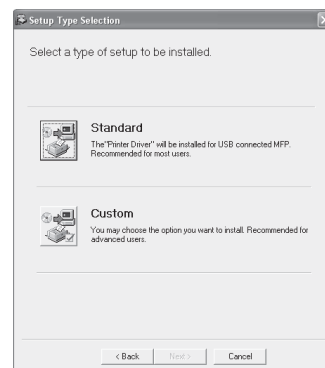 Setup Type Selection
Select a type of setup to be installed.
Standard
The"Printer Driver" will be installed for USB connected MFP.
Recommended for most users.
Custom
You may choose the option you want to install. Recommended for
advanced users.
< Back Next > Cancel